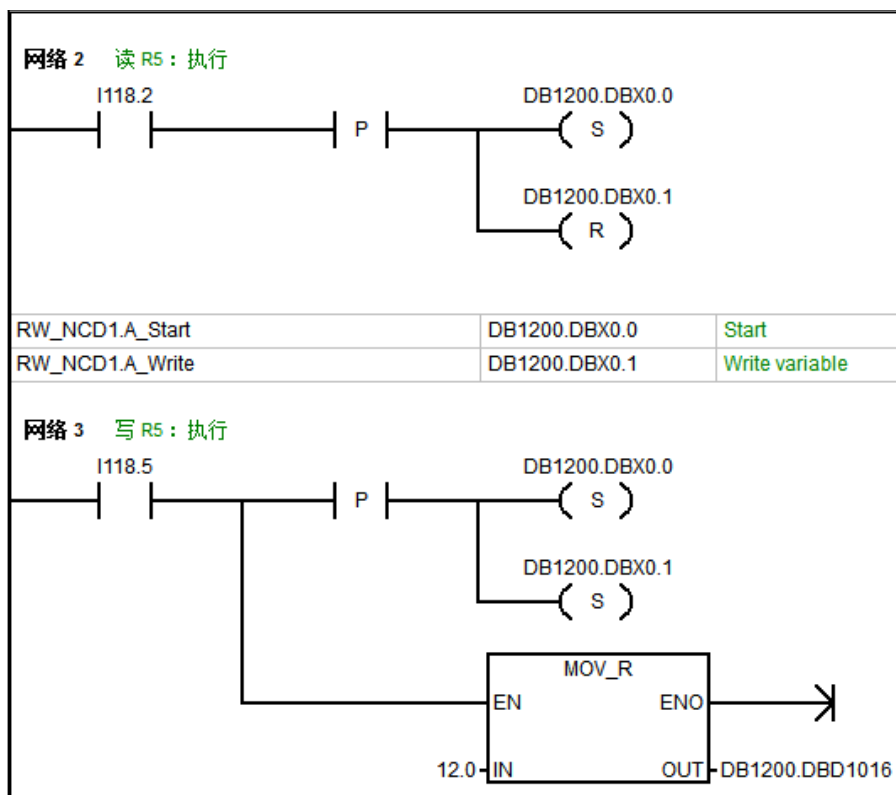 网络 2 读 R5：执行
I118.2
DB1200.DBX0.0
P
S
DB1200.DBX0.1
R
RW_NCD1.A_Start DB1200.DBX0.0 Start
RW_NCD1.A_Write DB1200.DBX0.1 Write variable
网络 3 写 R5：执行
I118.5
DB1200.DBX0.0
P
S
DB1200.DBX0.1
S
MOV_R
EN ENO
12.0 IN OUT DB1200.DBD1016